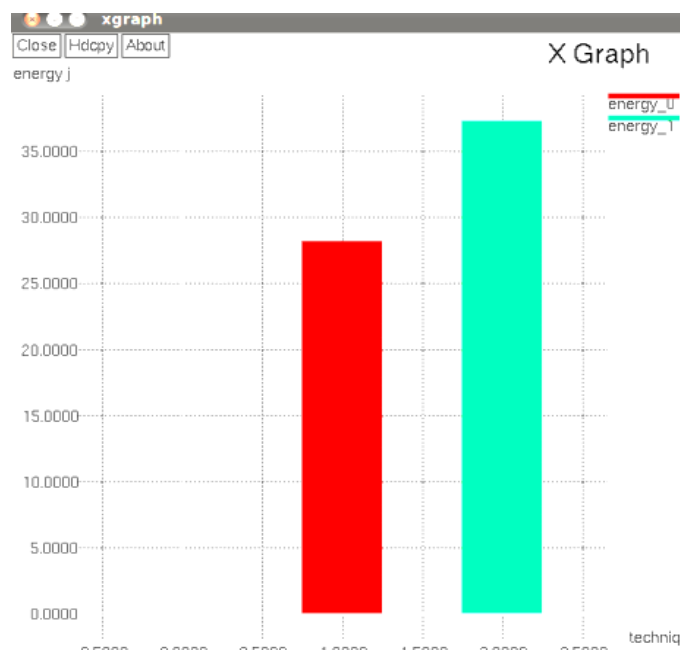 xgraph
Close Hdcpy About
X Graph
energy j
energy_0
energy_1
35.0000
30.0000
25.0000
20.0000
15.0000
10.0000
5.0000
0.0000
techniq